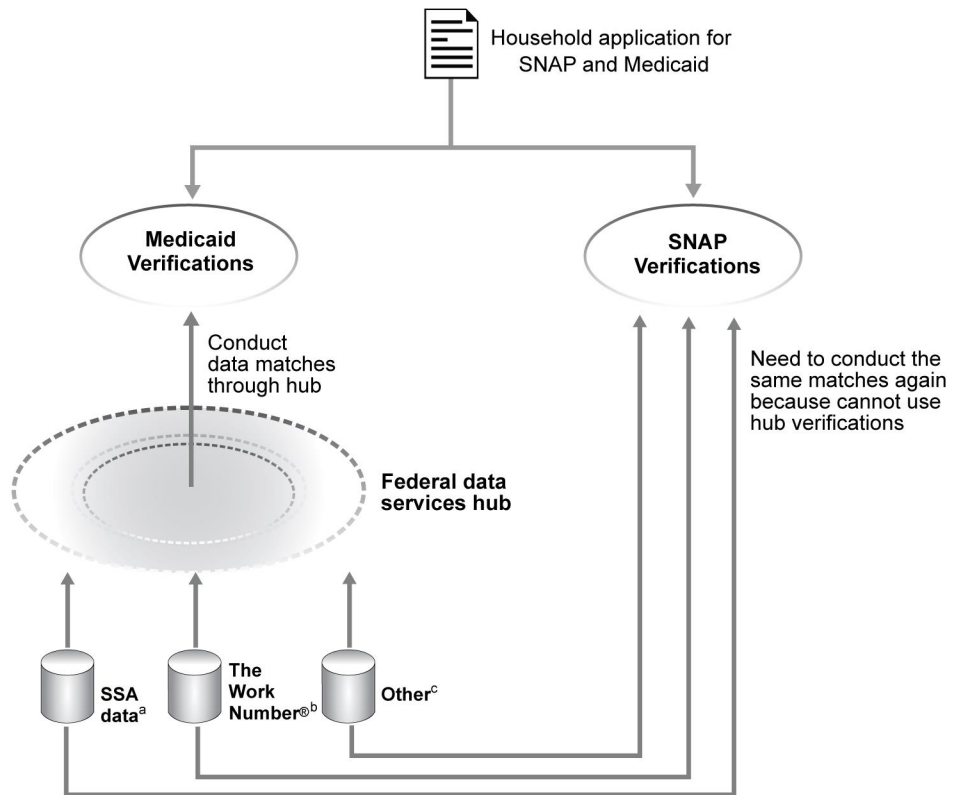 Household application for
SNAP and Medicaid
Medicaid
Verifications
SNAP
Verifications
Conduct
data matches
through hub
Need to conduct the
same matches again
because cannot use
hub verifications
Federal data
services hub
SSA
data a
The
Work
Number® b
Other c